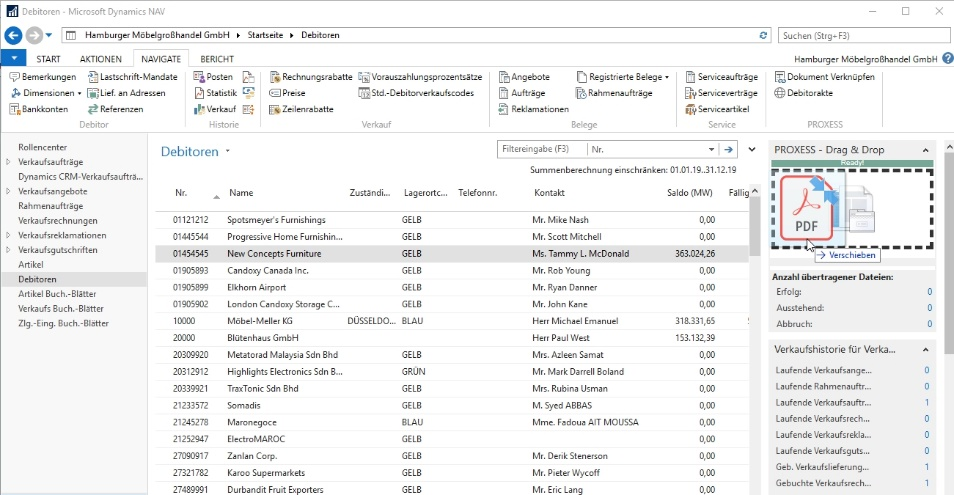 Debitoren - Microsoft Dynamics NAV
Hamburger Möbelgroßhandel GmbH Startseite Debitoren Suchen (Strg+F3)
START AKTIONEN NAVIGATE BERICHT Hamburger Möbelgroßhandel GmbH
Bemerkungen Lastschrift-Mandate Posten Rechnungsrabatte Vorauszahlungsprozentsätze Angebote Registrierte Belege Serviceaufträge Dokument Verknüpfen
Dimensionen Lief. an Adressen Statistik Preise Std.-Debitorverkaufscodes Aufträge Rahmenaufträge Serviceverträge Debitorakte
Bankkonten Referenzen Verkauf Zeilenrabatte Reklamationen Serviceartikel
Debitor Historie Verkauf Belege Service PROXESS
Rollencenter
Verkaufsaufträge
Dynamics CRM-Verkaufsauträ...
Verkaufsangebote
Rahmenaufträge
Verkaufsrechnungen
Verkaufsreklamationen
Verkaufsgutschriften
Artikel
Debitoren
Artikel Buch.-Blätter
Verkaufs Buch.-Blätter
Zlg.-Eing. Buch.-Blätter
Debitoren Filtereingabe (F3) Nr.
Summenberechnung einschränken: 01.01.19..31.12.19
Nr. Name Zuständi... Lagerortc... Telefonnr. Kontakt Saldo (MW) Fällig
01121212 Spotsmeyer's Furnishings GELB Mr. Mike Nash 0,00
01445544 Progressive Home Furnishin... GELB Mr. Scott Mitchell 0,00
01454545 New Concepts Furniture GELB Ms. Tammy L. McDonald 363.024,26
01905893 Candoxy Canada Inc. GELB Mr. Rob Young 0,00
01905899 Elkhorn Airport GELB Mr. Ryan Danner 0,00
01905902 London Candoxy Storage C... GELB Mr. John Kane 0,00
10000 Möbel-Meller KG DÜSSELDO... BLAU Herr Michael Emanuel 318.331,65
20000 Blütenhaus GmbH Herr Paul West 153.132,39
20309920 Metatorad Malaysia Sdn Bhd GELB Mrs. Azleen Samat 0,00
20312912 Highlights Electronics Sdn B... GRÜN Mr. Mark Darrell Boland 0,00
20339921 TraxTonic Sdn Bhd GELB Mrs. Rubina Usman 0,00
21233572 Somadis GELB M. Syed ABBAS 0,00
21245278 Maronegoce BLAU Mme. Fadoua AIT MOUSSA 0,00
21252947 ElectroMAROC GELB 0,00
27090917 Zanlan Corp. GELB Mr. Derik Stenerson 0,00
27321782 Karoo Supermarkets GELB Mr. Pieter Wycoff 0,00
27489991 Durbandit Fruit Exporters GELB Mr. Eric Lang 0,00
PROXESS - Drag & Drop
Ready!
PDF
Verschieben
Anzahl übertragener Dateien:
Erfolg: 0
Ausstehend: 0
Abbruch: 0
Verkaufshistorie für Verka...
Laufende Verkaufsange... 0
Laufende Rahmenauftr... 0
Laufende Verkaufsauftr... 1
Laufende Verkaufsrech... 0
Laufende Verkaufsrekla... 0
Laufende Verkaufsguts... 0
Geb. Verkaufslieferung... 1
Gebuchte Verkaufsrech... 1